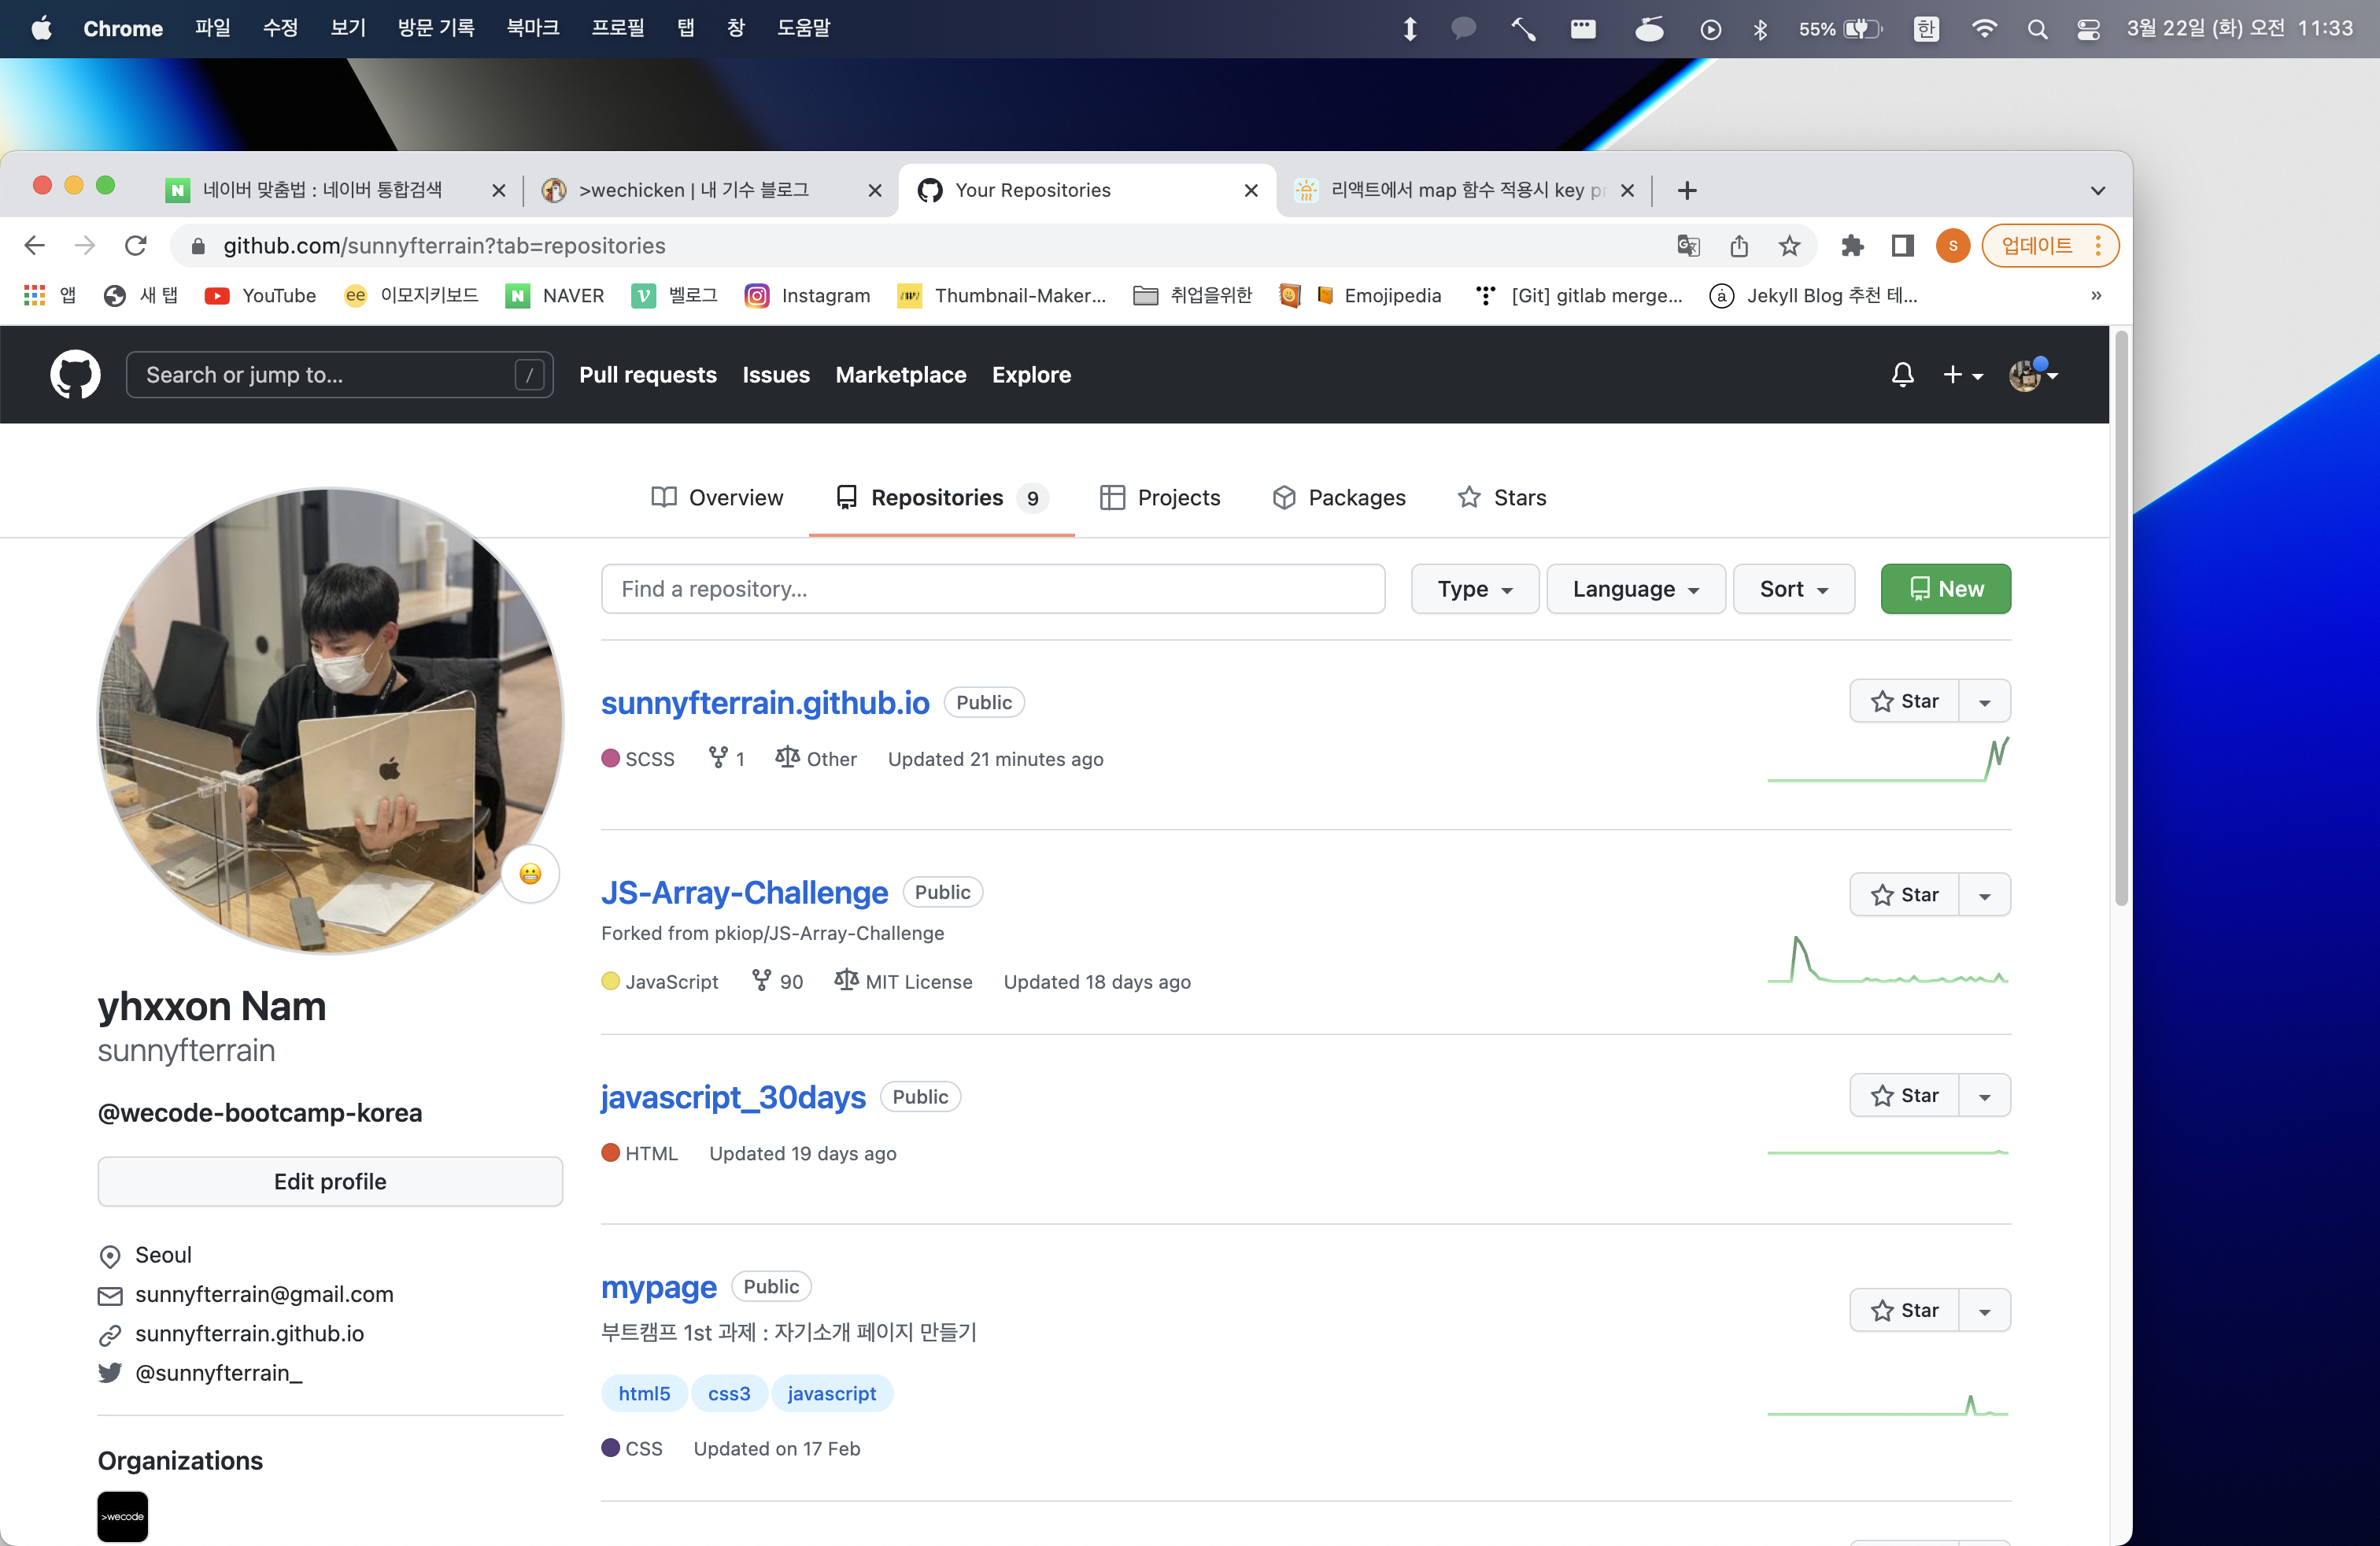 Chrome 파일 수정 보기 방문 기록 북마크 프로필 탭 창 도움말 55% 한 3월 22일 (화) 오전 11:33
네이버 맞춤법 : 네이버 통합검색 >wechicken | 내 기수 블로그 Your Repositories 리액트에서 map 함수 적용시 key pr
github.com/sunnyfterrain?tab=repositories S 업데이트
앱 새 탭 YouTube ee 이모지키보드 N NAVER 벨로그 Instagram Thumbnail-Maker... 취업을위한 Emojipedia [Git] gitlab merge... Jekyll Blog 추천 테... »
Search or jump to... / Pull requests Issues Marketplace Explore
Overview Repositories 9 Projects Packages Stars
Find a repository... Type Language Sort New
sunnyfterrain.github.io Public Star
SCSS 1 Other Updated 21 minutes ago
JS-Array-Challenge Public Star
Forked from pkiop/JS-Array-Challenge
JavaScript 90 MIT License Updated 18 days ago
javascript_30days Public Star
HTML Updated 19 days ago
mypage Public Star
부트캠프 1st 과제 : 자기소개 페이지 만들기
html5 css3 javascript
CSS Updated on 17 Feb
yhxxon Nam
sunnyfterrain
@wecode-bootcamp-korea
Edit profile
Seoul
sunnyfterrain@gmail.com
sunnyfterrain.github.io
@sunnyfterrain_
Organizations
>wecode